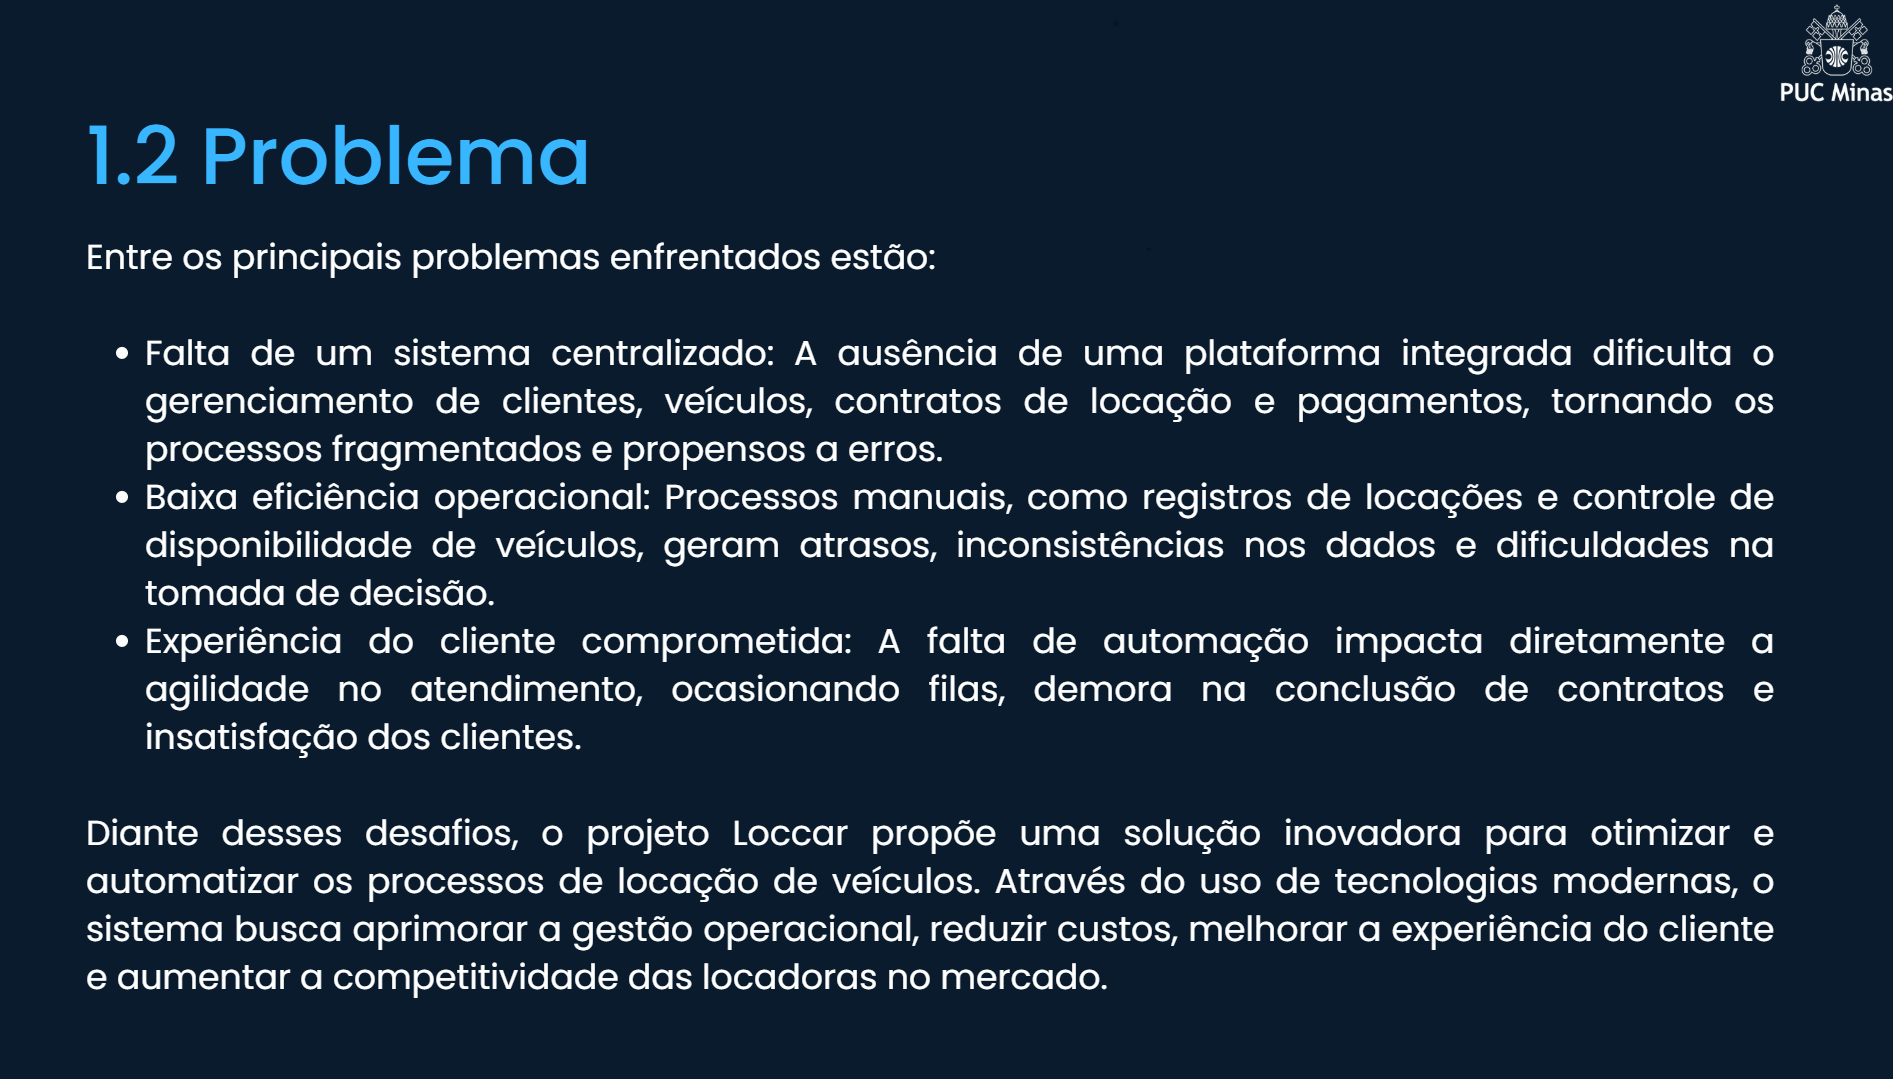 PUC Minas
1.2 Problema
Entre os principais problemas enfrentados estão:
• Falta de um sistema centralizado: A ausência de uma plataforma integrada dificulta o
gerenciamento de clientes, veículos, contratos de locação e pagamentos, tornando os
processos fragmentados e propensos a erros.
• Baixa eficiência operacional: Processos manuais, como registros de locações e controle de
disponibilidade de veículos, geram atrasos, inconsistências nos dados e dificuldades na
tomada de decisão.
• Experiência do cliente comprometida: A falta de automação impacta diretamente a
agilidade no atendimento, ocasionando filas, demora na conclusão de contratos e
insatisfação dos clientes.
Diante desses desafios, o projeto Loccar propõe uma solução inovadora para otimizar e
automatizar os processos de locação de veículos. Através do uso de tecnologias modernas, o
sistema busca aprimorar a gestão operacional, reduzir custos, melhorar a experiência do cliente
e aumentar a competitividade das locadoras no mercado.